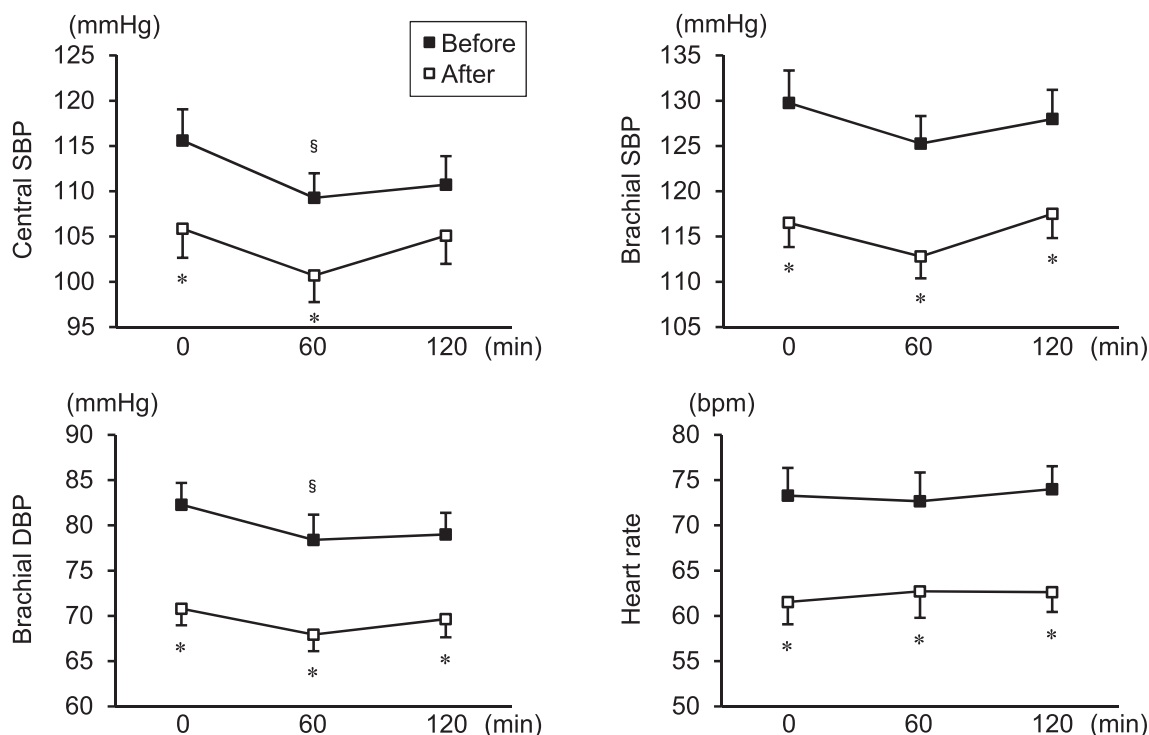 (mmHg)
125
120
115
110
105
100
95
Central SBP
Before
After
§
*
*
0 60 120 (min)
(mmHg)
135
130
125
120
115
110
105
Brachial SBP
*
*
*
0 60 120 (min)
(mmHg)
90
85
80
75
70
65
60
Brachial DBP
§
*
*
*
0 60 120 (min)
(bpm)
80
75
70
65
60
55
50
Heart rate
*
*
*
0 60 120 (min)